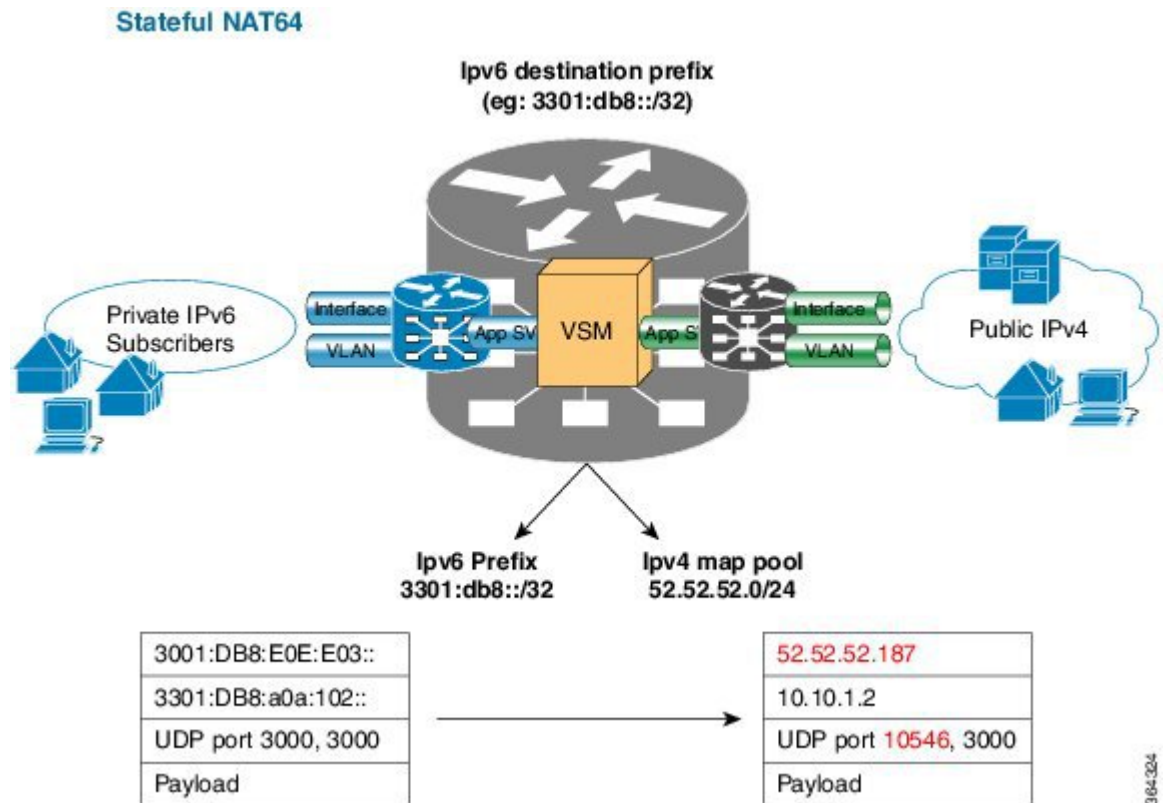 Stateful NAT64
Ipv6 destination prefix
(eg: 3301:db8::/32)
Private IPv6
Subscribers
Interface
VLAN
App SV
VSM
App S
Interface
VLAN
Public IPv4
Ipv6 Prefix
3301:db8::/32
Ipv4 map pool
52.52.52.0/24
3001:DB8:E0E:E03::
3301:DB8:a0a:102::
UDP port 3000, 3000
Payload
52.52.52.187
10.10.1.2
UDP port 10546, 3000
Payload
364324